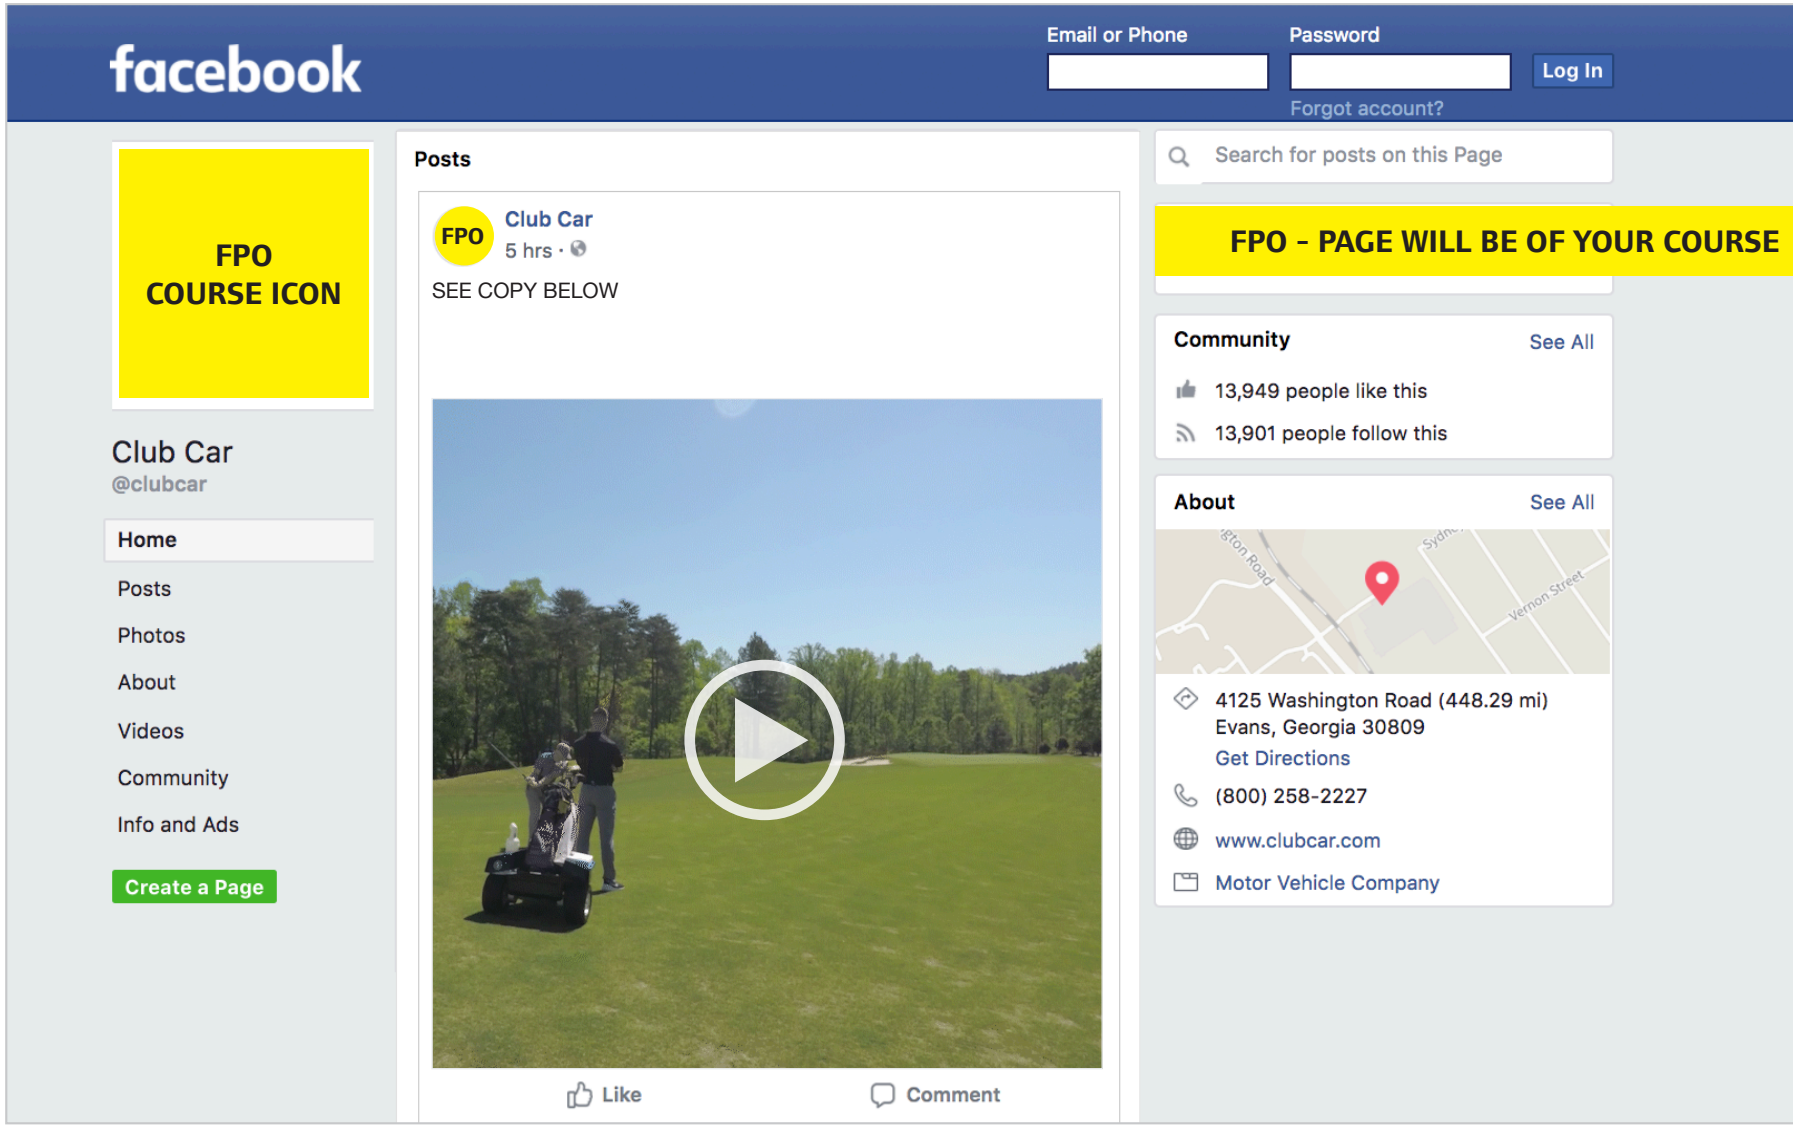 facebook
Email or Phone
Password
Log In
Forgot account?
FPO
COURSE ICON
Club Car
@clubcar
Home
Posts
Photos
About
Videos
Community
Info and Ads
Create a Page
Posts
FPO
Club Car
5 hrs ·
SEE COPY BELOW
Like
Comment
Search for posts on this Page
FPO - PAGE WILL BE OF YOUR COURSE
Community
See All
13,949 people like this
13,901 people follow this
About
See All
gton Road
Sydne
Vernon Street
4125 Washington Road (448.29 mi)
Evans, Georgia 30809
Get Directions
(800) 258-2227
www.clubcar.com
Motor Vehicle Company